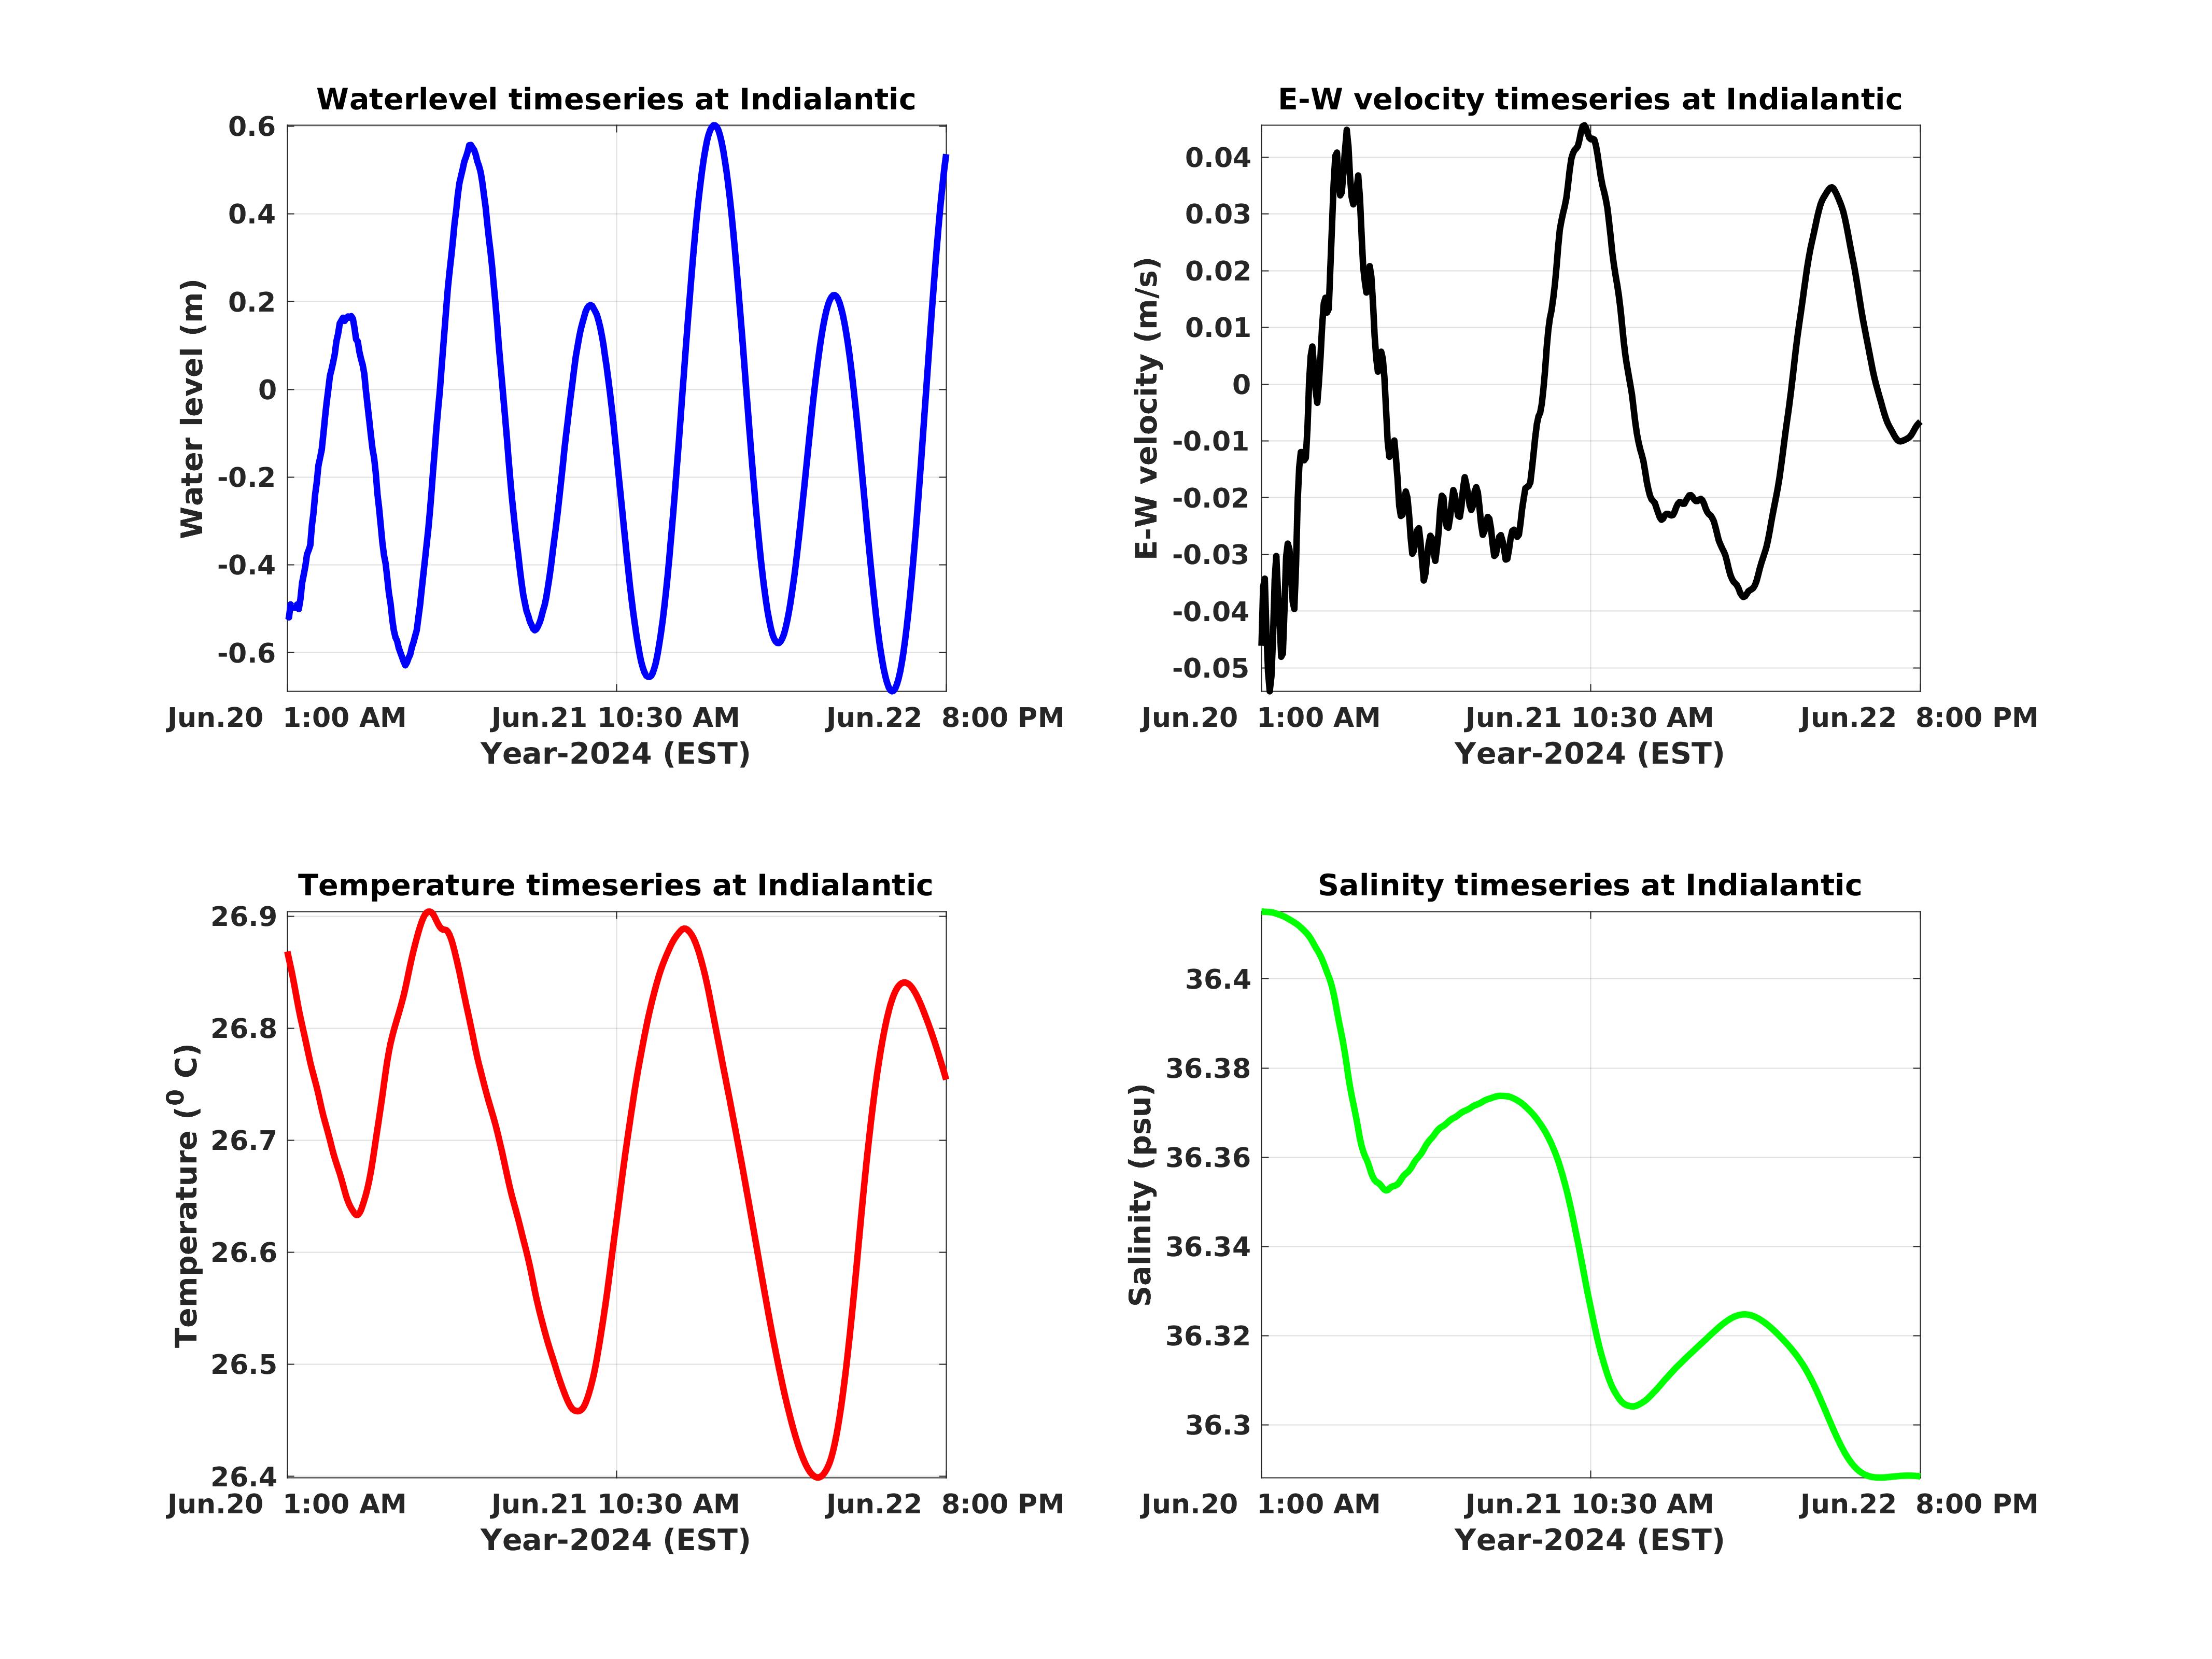 Waterlevel timeseries at Indialantic
0.6
0.4
0.2
0
-0.2
-0.4
-0.6
Water level (m)
Jun.20 1:00 AM Jun.21 10:30 AM Jun.22 8:00 PM
Year-2024 (EST)
E-W velocity timeseries at Indialantic
0.04
0.03
0.02
0.01
0
-0.01
-0.02
-0.03
-0.04
-0.05
E-W velocity (m/s)
Jun.20 1:00 AM Jun.21 10:30 AM Jun.22 8:00 PM
Year-2024 (EST)
Temperature timeseries at Indialantic
26.9
26.8
26.7
26.6
26.5
26.4
Temperature (⁰ C)
Jun.20 1:00 AM Jun.21 10:30 AM Jun.22 8:00 PM
Year-2024 (EST)
Salinity timeseries at Indialantic
36.4
36.38
36.36
36.34
36.32
36.3
Salinity (psu)
Jun.20 1:00 AM Jun.21 10:30 AM Jun.22 8:00 PM
Year-2024 (EST)